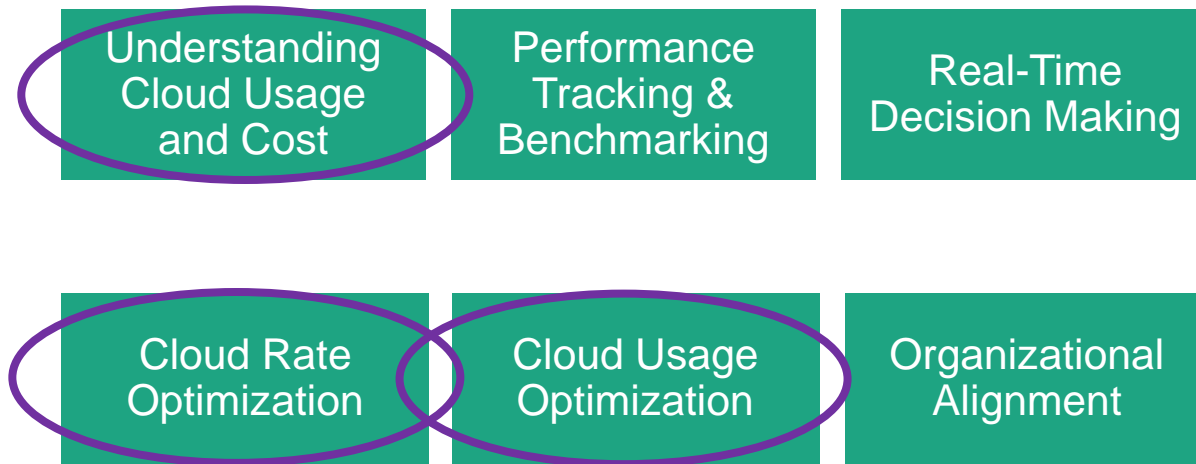 Understanding
Cloud Usage
and Cost
Performance
Tracking &
Benchmarking
Real-Time
Decision Making
Cloud Rate
Optimization
Cloud Usage
Optimization
Organizational
Alignment